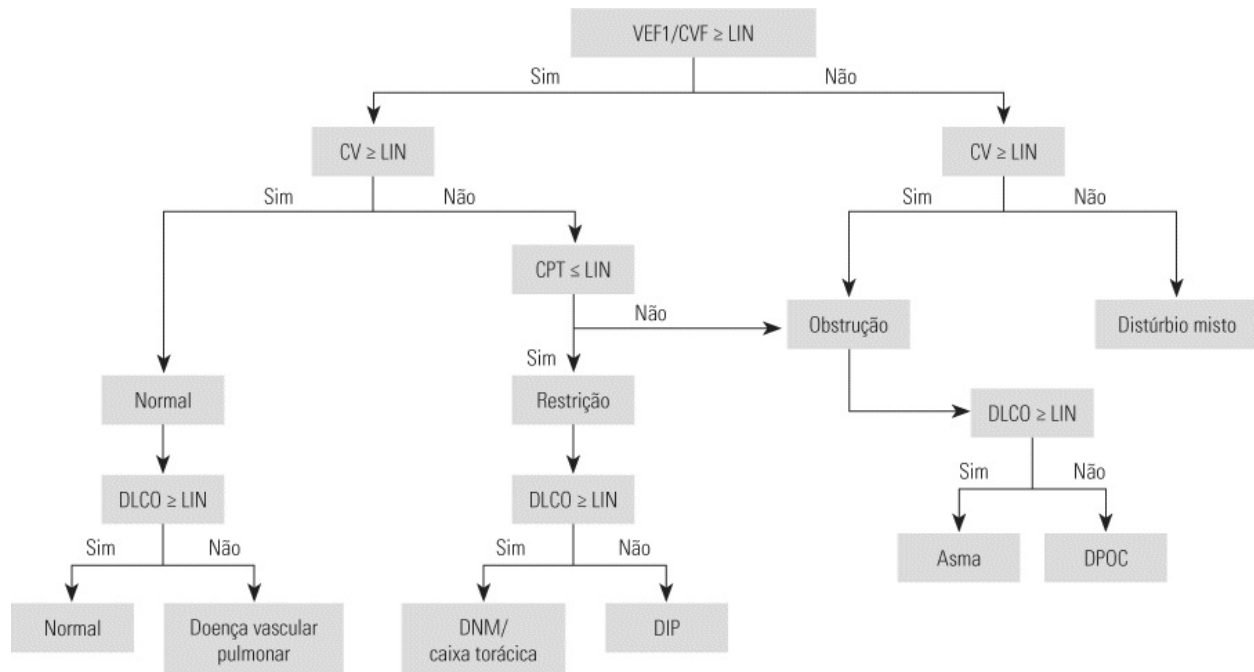 VEF1/CVF ≥ LIN
Sim
Não
CV ≥ LIN
CV ≥ LIN
Sim
Não
Sim
Não
CPT ≤ LIN
Não
Obstrução
Distúrbio misto
Sim
Normal
Restrição
DLCO ≥ LIN
Sim
Não
DLCO ≥ LIN
DLCO ≥ LIN
Sim
Não
Sim
Não
Asma
DPOC
Normal
Doença vascular
pulmonar
DNM/
caixa torácica
DIP